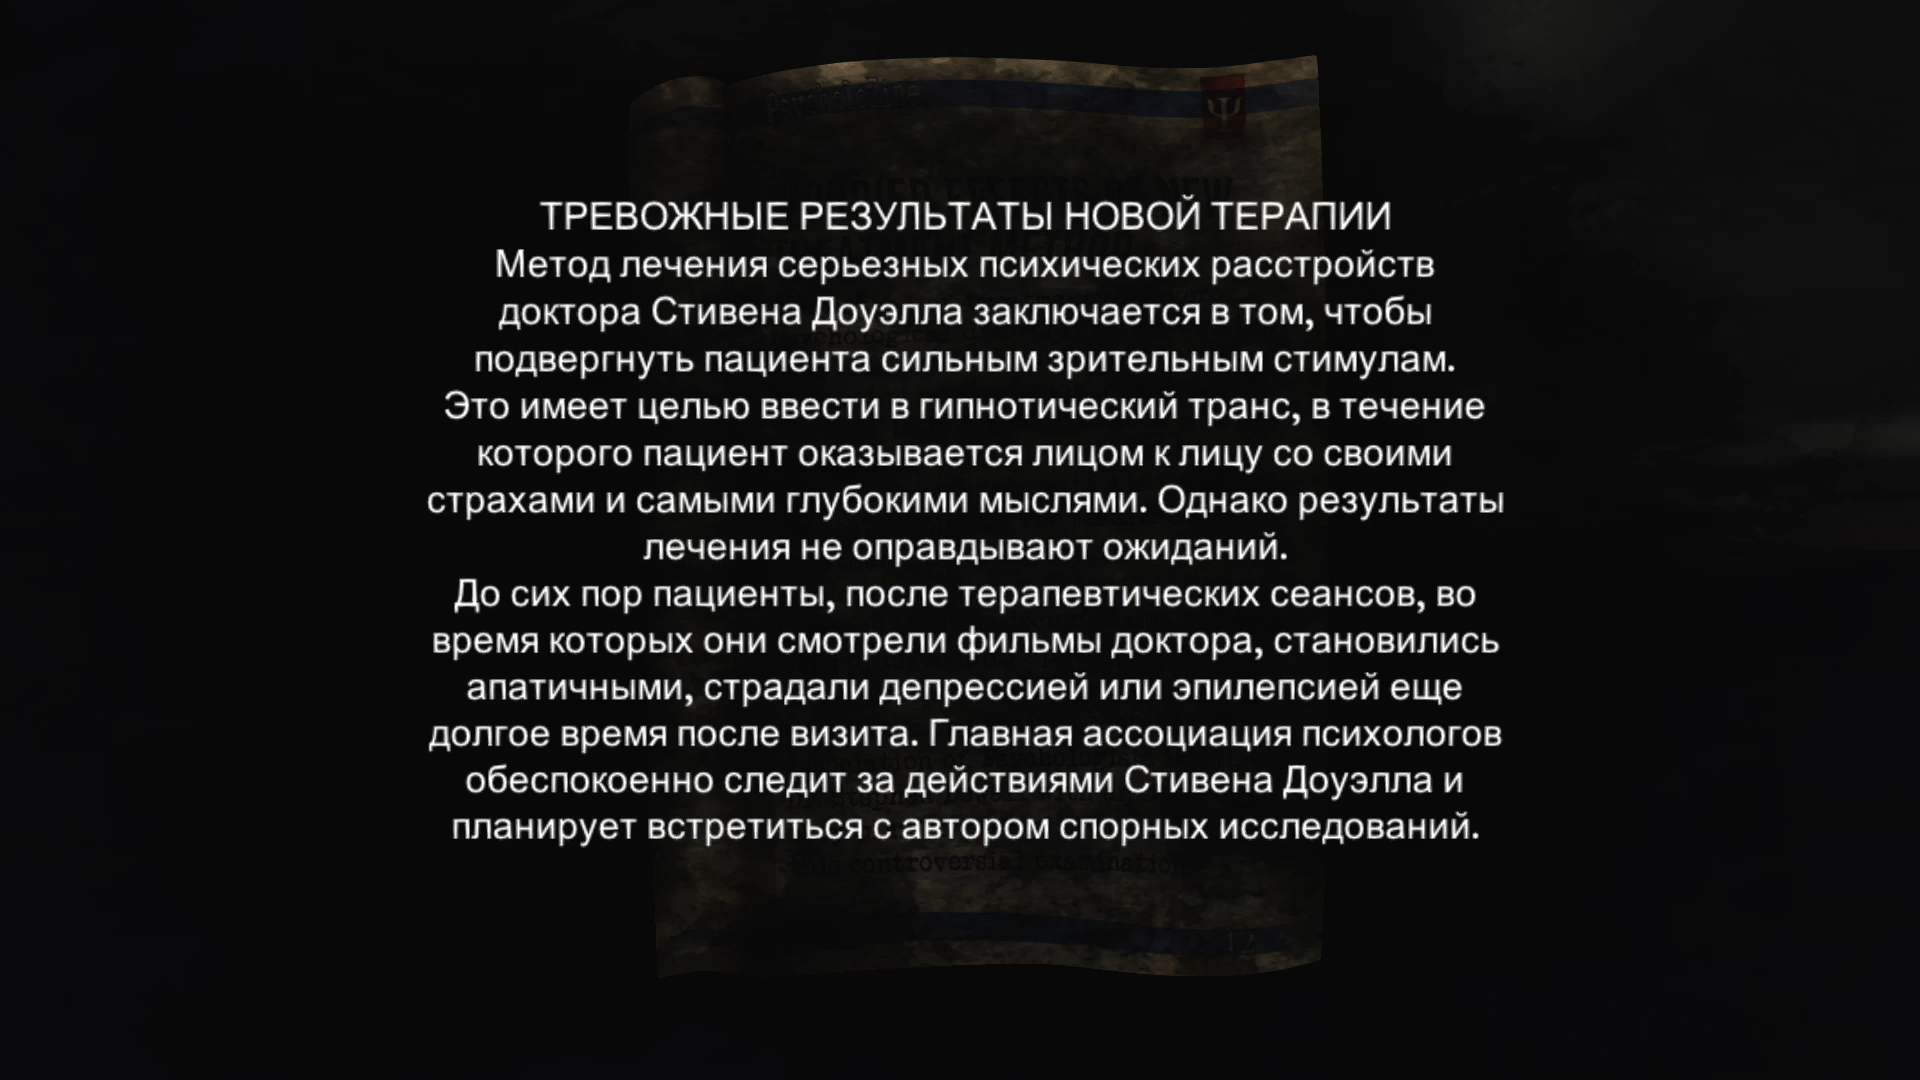 ТРЕВОЖНЫЕ РЕЗУЛЬТАТЫ НОВОЙ ТЕРАПИИ
Метод лечения серьезных психических расстройств
доктора Стивена Доуэлла заключается в том, чтобы
подвергнуть пациента сильным зрительным стимулам.
Это имеет целью ввести в гипнотический транс, в течение
которого пациент оказывается лицом к лицу со своими
страхами и самыми глубокими мыслями. Однако результаты
лечения не оправдывают ожиданий.
До сих пор пациенты, после терапевтических сеансов, во
время которых они смотрели фильмы доктора, становились
апатичными, страдали депрессией или эпилепсией еще
долгое время после визита. Главная ассоциация психологов
обеспокоенно следит за действиями Стивена Доуэлла и
планирует встретиться с автором спорных исследований.
this controversial examination
12